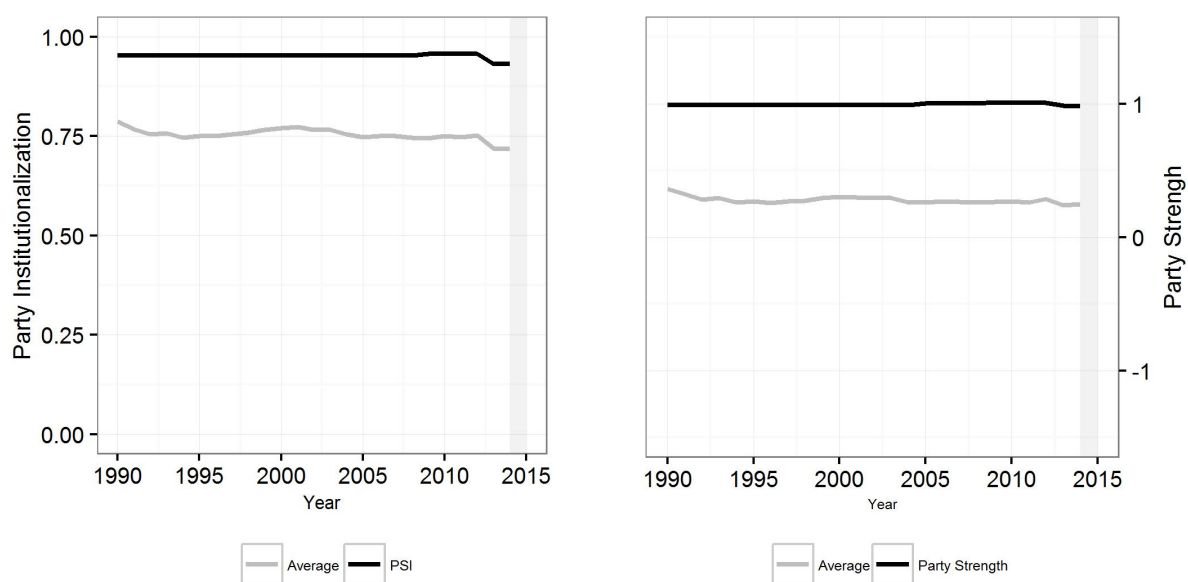 Party Institutionalization
1.00
0.75
0.50
0.25
0.00
1990 1995 2000 2005 2010 2015
Year
Average PSI
1
0
-1
Party Strengh
1990 1995 2000 2005 2010 2015
Year
Average Party Strength